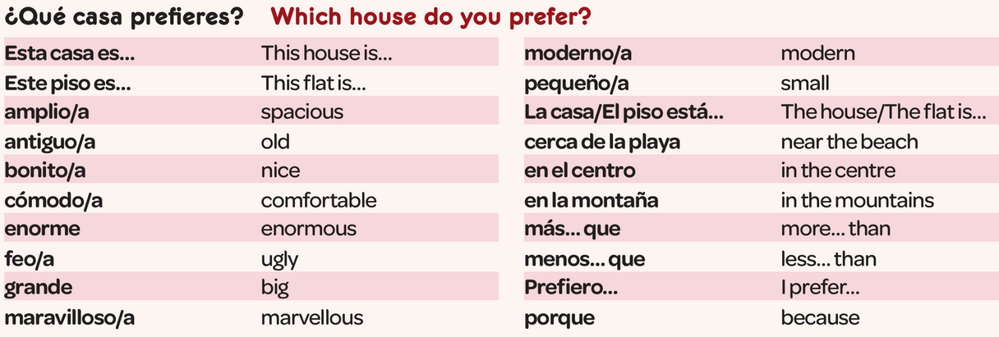 ¿Qué casa prefieres? Which house do you prefer?
Esta casa es... This house is...
Este piso es... This flat is...
amplio/a spacious
antiguo/a old
bonito/a nice
cómodo/a comfortable
enorme enormous
feo/a ugly
grande big
maravilloso/a marvellous
moderno/a modern
pequeño/a small
La casa/El piso está... The house/The flat is...
cerca de la playa near the beach
en el centro in the centre
en la montaña in the mountains
más... que more... than
menos... que less... than
Prefiero... I prefer...
porque because